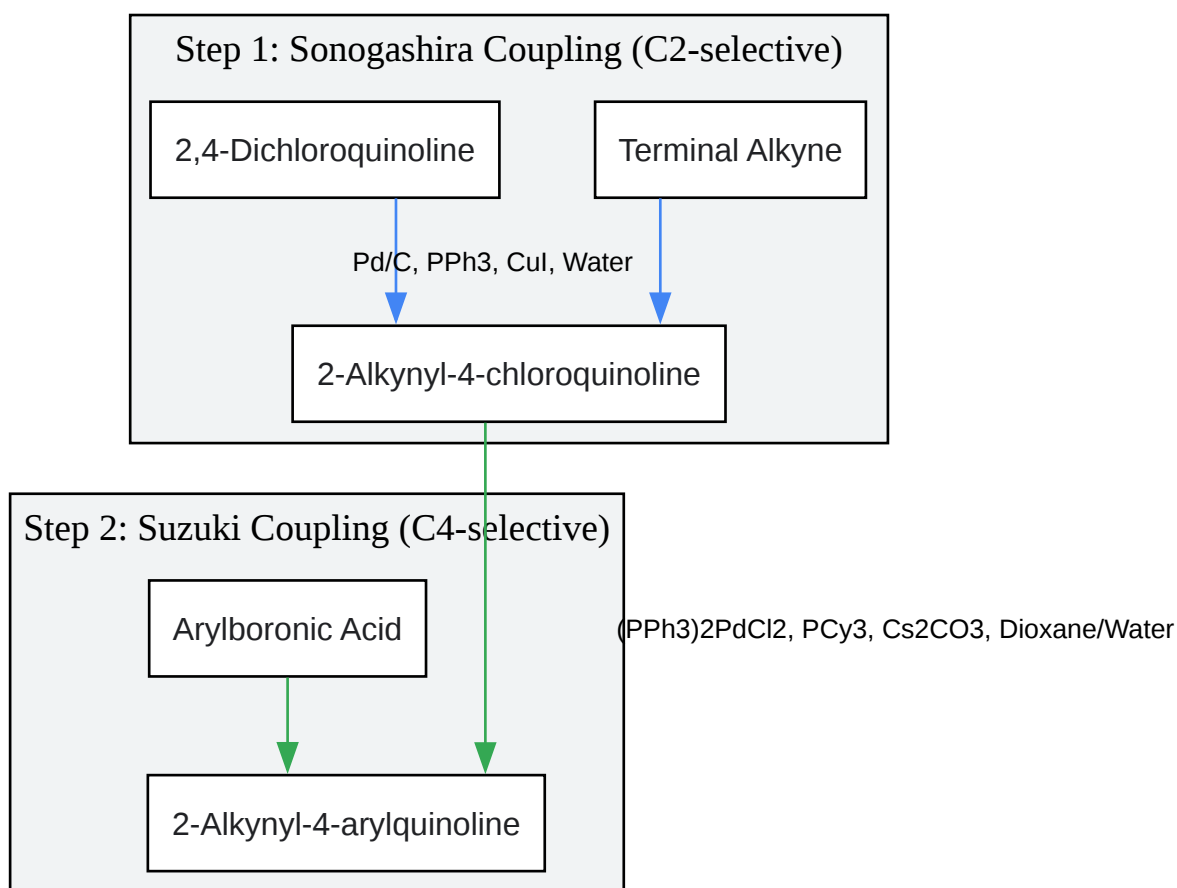 Step 1: Sonogashira Coupling (C2-selective)
2,4-Dichloroquinoline
Terminal Alkyne
Pd/C, PPh3, CuI, Water
2-Alkynyl-4-chloroquinoline
Step 2: Suzuki Coupling (C4-selective)
Arylboronic Acid
(PPh3)2PdCl2, PCy3, Cs2CO3, Dioxane/Water
2-Alkynyl-4-arylquinoline